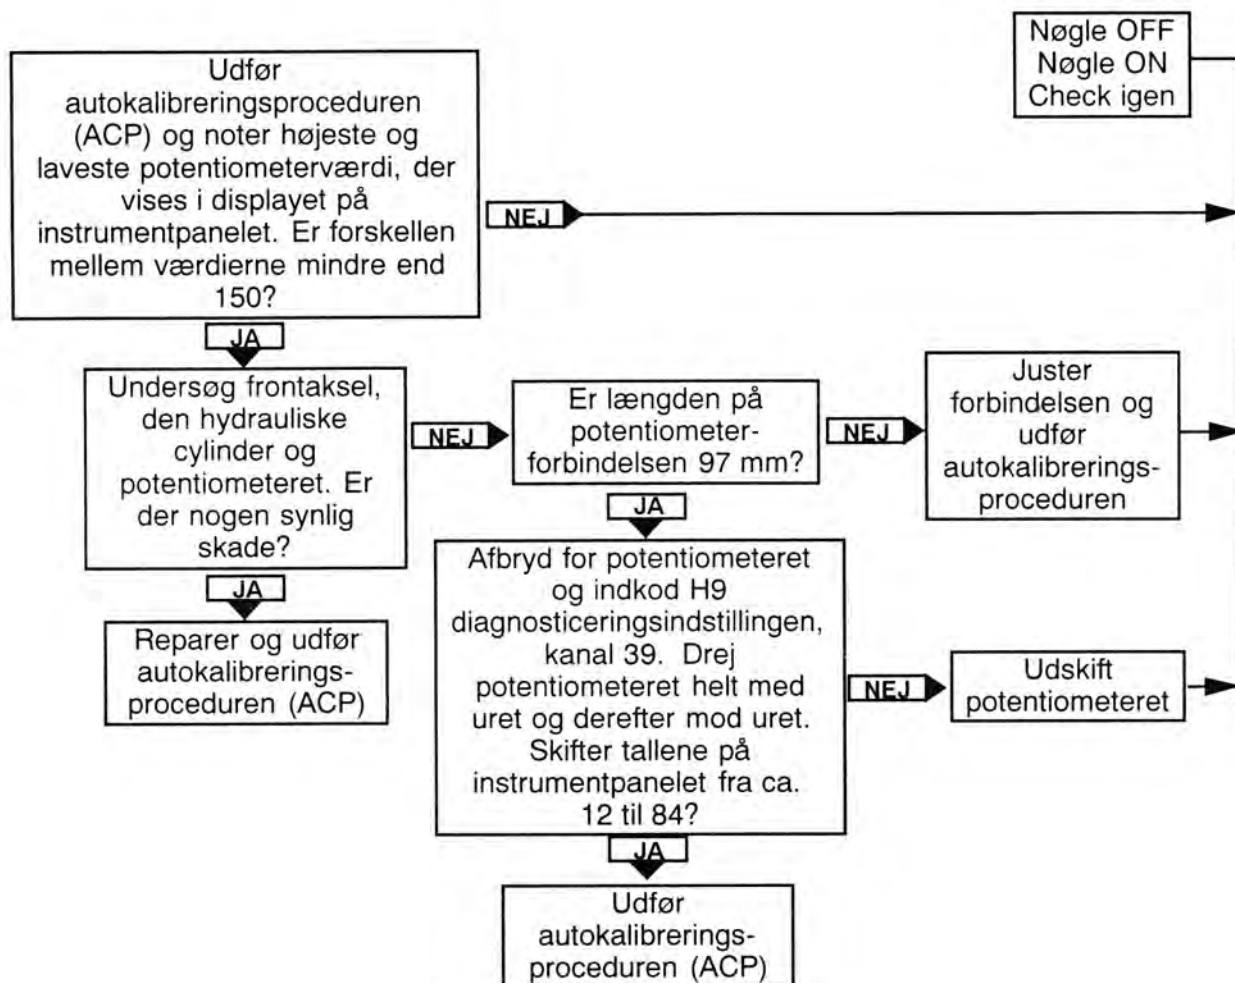 Nøgle OFF
Nøgle ON
Check igen
Udfør
autokalibreringsproceduren
(ACP) og noter højeste og
laveste potentiometerværdi, der
vises i displayet på
instrumentpanelet. Er forskellen
mellem værdierne mindre end
150?
NEJ
JA
Undersøg frontaksel,
den hydrauliske
cylinder og
potentiometeret. Er
der nogen synlig
skade?
NEJ
Er længden på
potentiometer-
forbindelsen 97 mm?
NEJ
Juster
forbindelsen og
udfør
autokalibrerings-
proceduren
JA
Reparer og udfør
autokalibrerings-
proceduren (ACP)
JA
Afbryd for potentiometeret
og indkod H9
diagnosticeringsindstillingen,
kanal 39. Drej
potentiometeret helt med
uret og derefter mod uret.
Skifter tallene på
instrumentpanelet fra ca.
12 til 84?
NEJ
Udskift
potentiometeret
JA
Udfør
autokalibrerings-
proceduren (ACP)